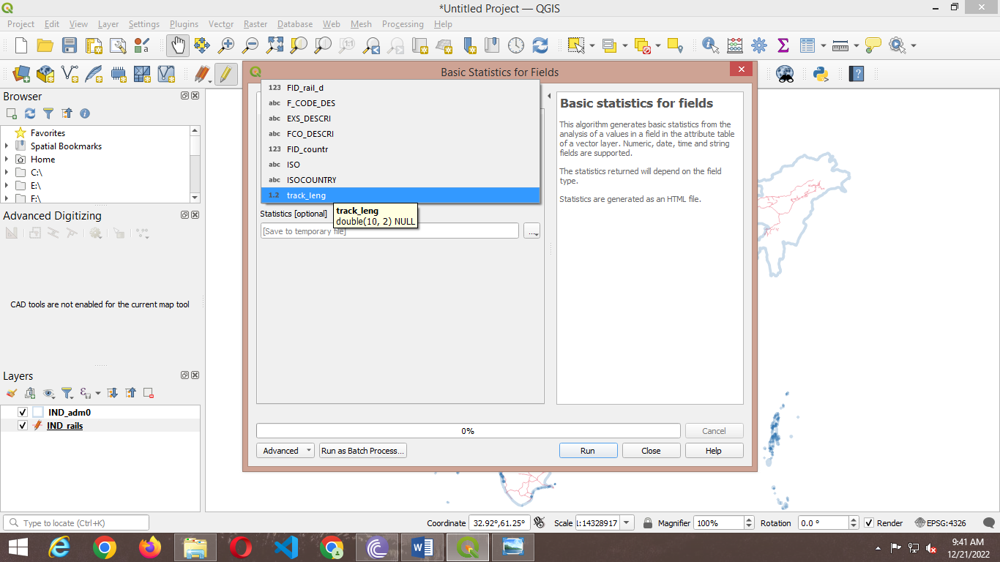 *Untitled Project — QGIS
Project Edit View Layer Settings Plugins Vector Raster Database Web Mesh Processing Help
Browser
Favorites
Spatial Bookmarks
Home
C:\
E:\
F:\
Advanced Digitizing
CAD tools are not enabled for the current map tool
Layers
IND_adm0
IND_rails
Basic Statistics for Fields
123 FID_rail_d
abc F_CODE_DES
abc EXS_DESCRI
abc FCO_DESCRI
123 FID_countr
abc ISO
abc ISOCOUNTRY
1.2 track_leng
track_leng
double(10, 2) NULL
Statistics [optional]
[Save to temporary file]
...
Basic statistics for fields
This algorithm generates basic statistics from the
analysis of a values in a field in the attribute table
of a vector layer. Numeric, date, time and string
fields are supported.
The statistics returned will depend on the field
type.
Statistics are generated as an HTML file.
0%
Cancel
Advanced Run as Batch Process... Run Close Help
Type to locate (Ctrl+K) Coordinate 32.92°,61.25° Scale 1:14328917 Magnifier 100% Rotation 0.0 ° Render EPSG:4326
9:41 AM
12/21/2022